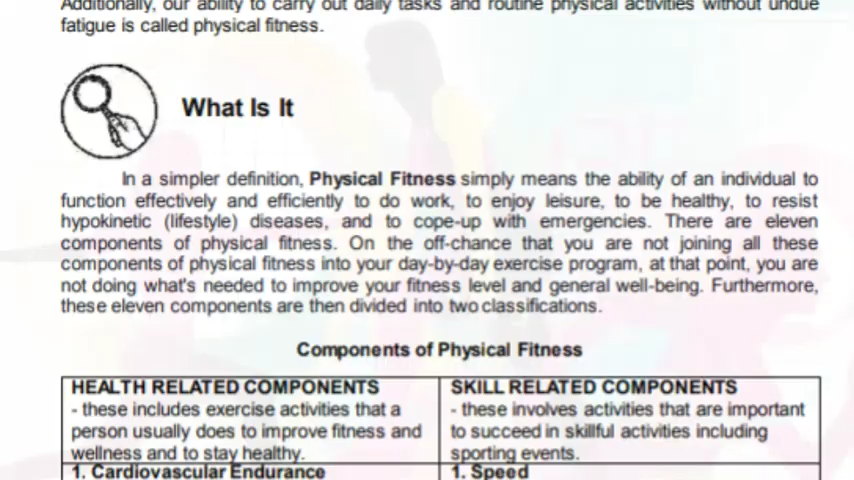 Additionally, our ability to carry out daily tasks and routine physical activities without undue
fatigue is called physical fitness.
What Is It
In a simpler definition, Physical Fitness simply means the ability of an individual to
function effectively and efficiently to do work, to enjoy leisure, to be healthy, to resist
hypokinetic (lifestyle) diseases, and to cope-up with emergencies. There are eleven
components of physical fitness. On the off-chance that you are not joining all these
components of physical fitness into your day-by-day exercise program, at that point, you are
not doing what's needed to improve your fitness level and general well-being. Furthermore,
these eleven components are then divided into two classifications.
Components of Physical Fitness
HEALTH RELATED COMPONENTS
- these includes exercise activities that a
person usually does to improve fitness and
wellness and to stay healthy.
1. Cardiovascular Endurance
SKILL RELATED COMPONENTS
- these involves activities that are important
to succeed in skillful activities including
sporting events.
1. Speed